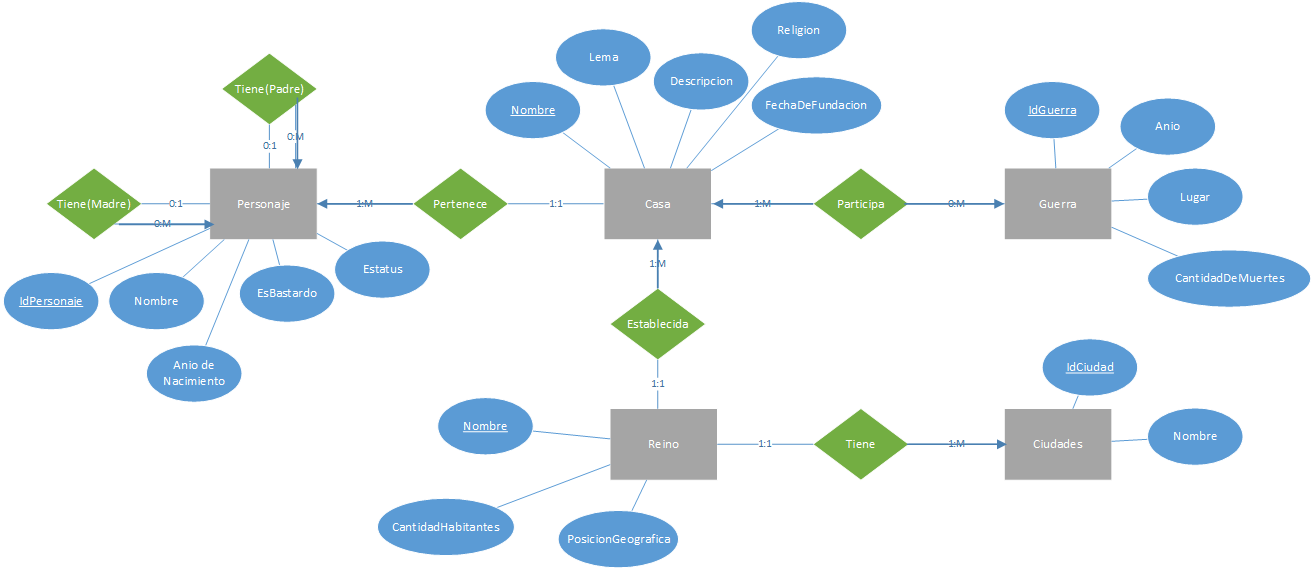 Religion
Lema
Descripcion
Tiene(Padre)
Nombre
FechaDeFundacion
IdGuerra
Anio
0:M
0:1
Tiene(Madre)
0:1
0:M
Personaje
1:M
Pertenece
1:1
Casa
1:M
Participa
0:M
Guerra
Lugar
CantidadDeMuertes
IdPersonaje
Nombre
EsBastardo
Estatus
Anio de
Nacimiento
1:M
Establecida
1:1
IdCiudad
Nombre
Reino
1:1
Tiene
1:M
Ciudades
Nombre
CantidadHabitantes
PosicionGeografica